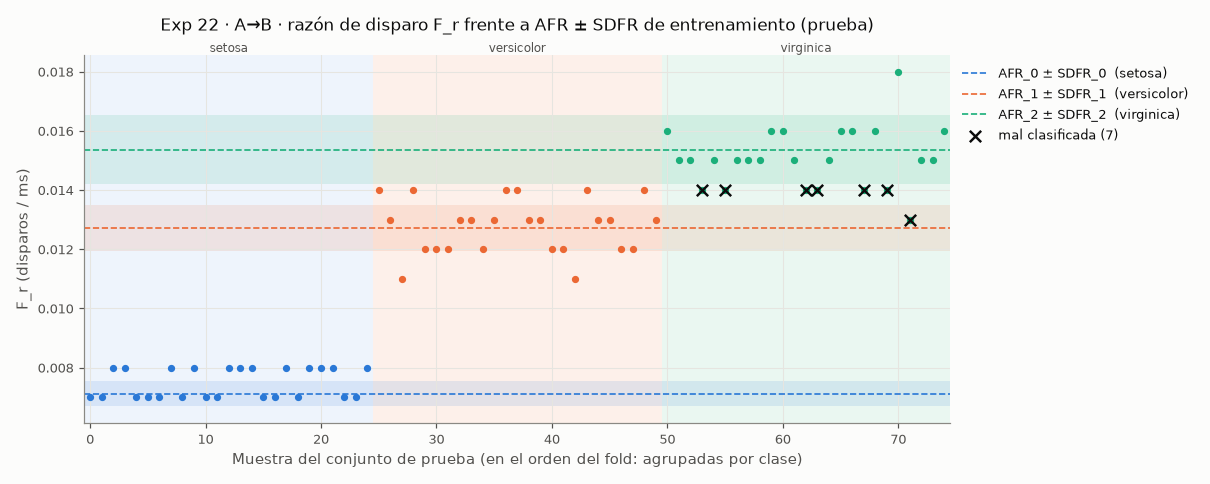 Exp 22 · A→B · razón de disparo F_r frente a AFR ± SDFR de entrenamiento (prueba)
setosa versicolor virginica
0.018
0.016
0.014
0.012
0.010
0.008
F_r (disparos / ms)
0 10 20 30 40 50 60 70
Muestra del conjunto de prueba (en el orden del fold: agrupadas por clase)
AFR_0 ± SDFR_0 (setosa)
AFR_1 ± SDFR_1 (versicolor)
AFR_2 ± SDFR_2 (virginica)
mal clasificada (7)